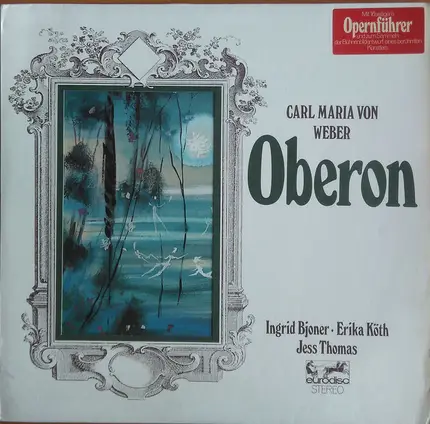 Opernführer
CARL MARIA VON
WEBER
Oberon
Ingrid Bjoner · Erika Köth
Jess Thomas
eurodisc
STEREO